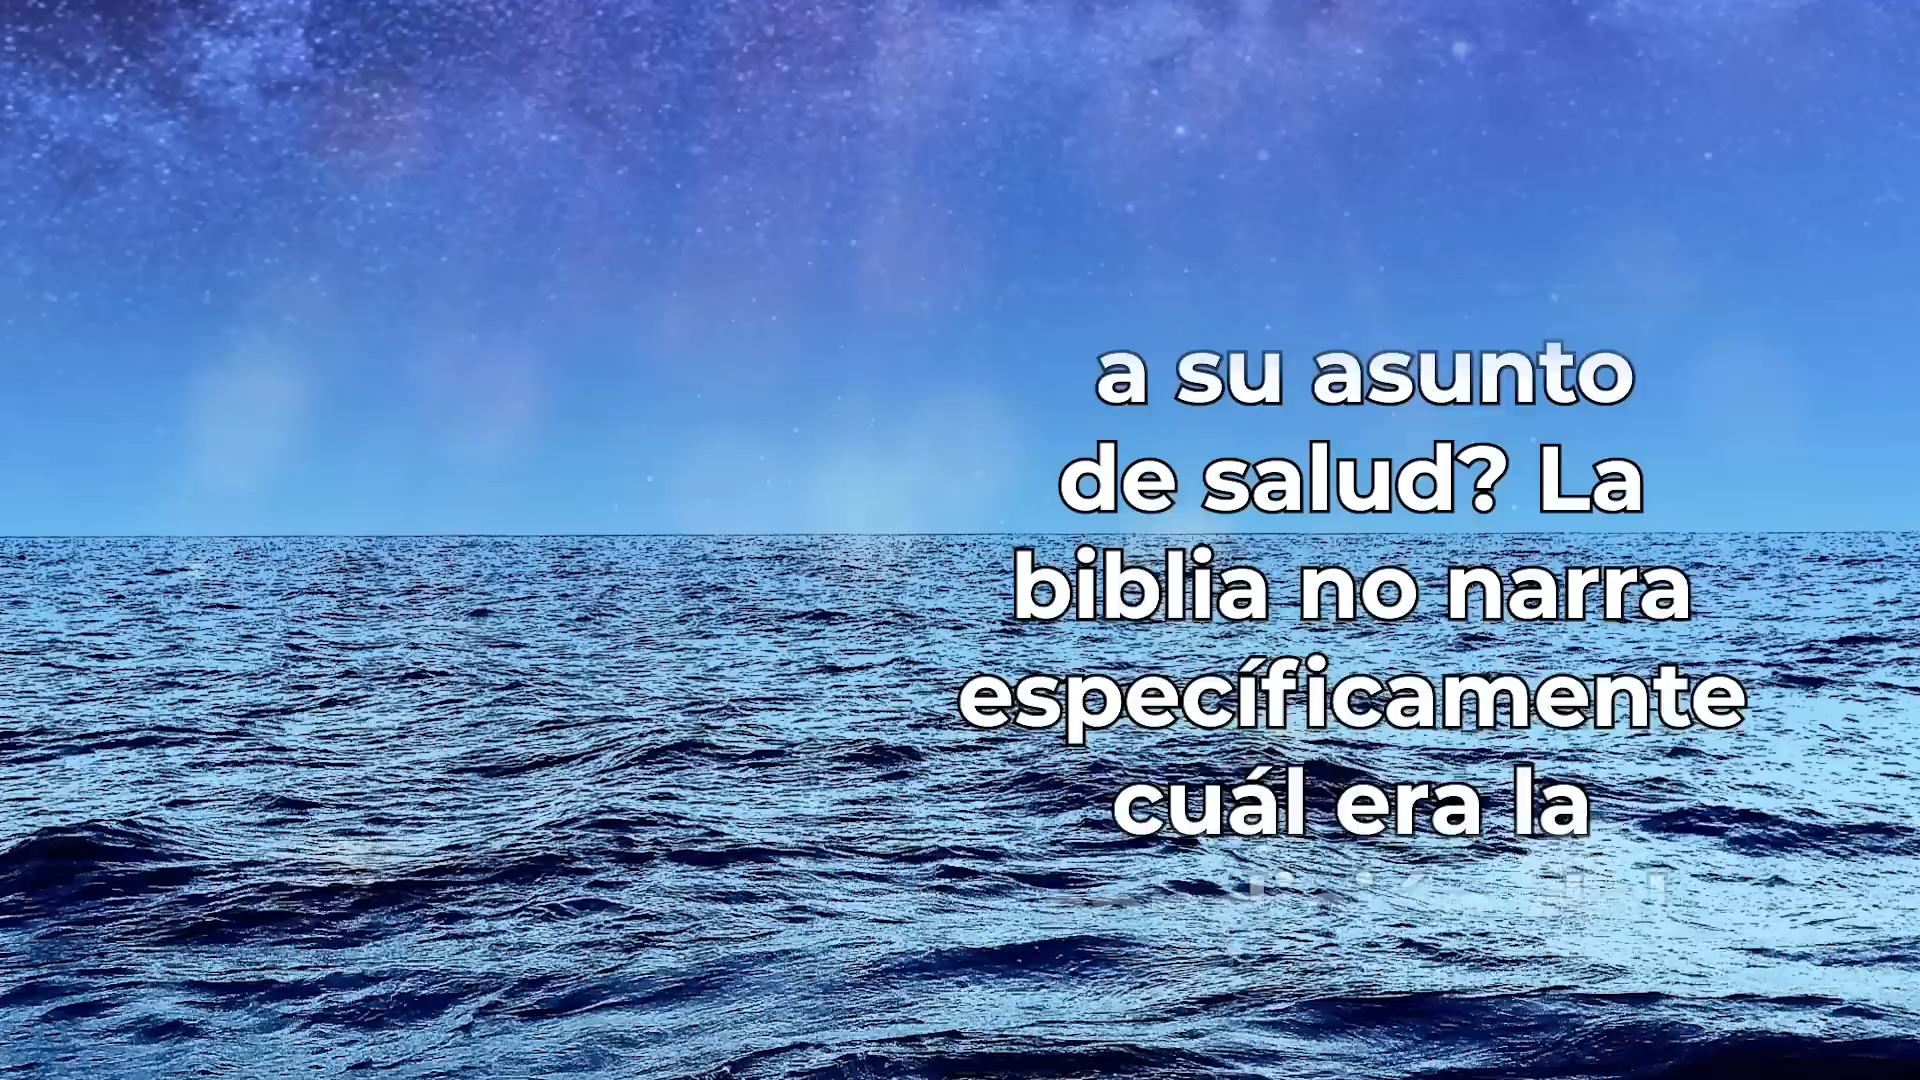 a su asunto
de salud? La
biblia no narra
específicamente
cuál era la